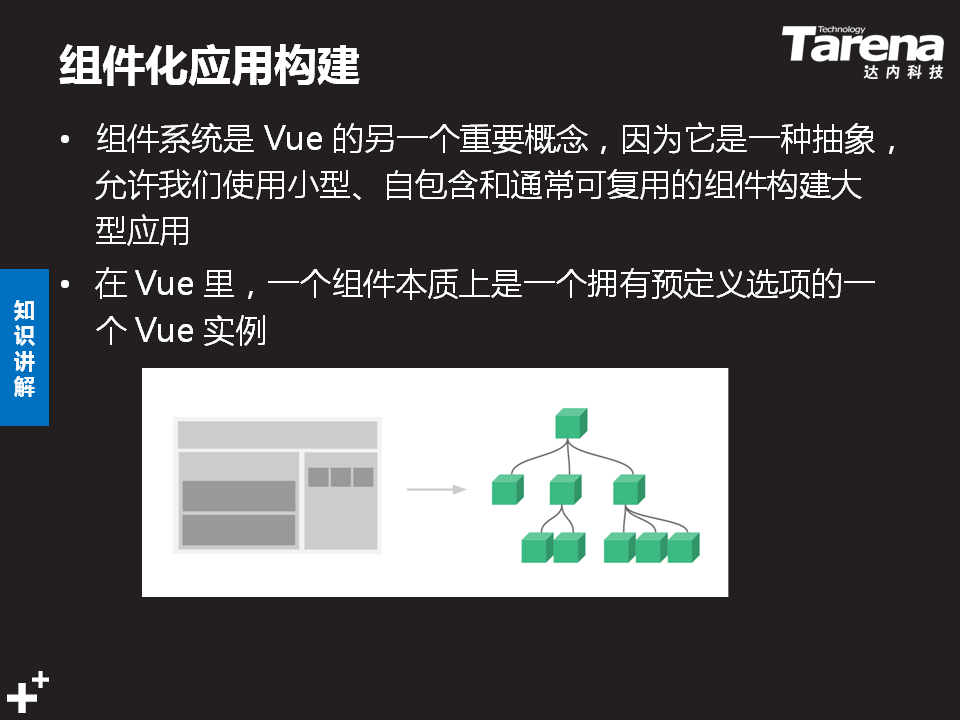 组件化应用构建
Technology
Tarena
达内科技
• 组件系统是 Vue 的另一个重要概念，因为它是一种抽象，
允许我们使用小型、自包含和通常可复用的组件构建大
型应用
• 在 Vue 里，一个组件本质上是一个拥有预定义选项的一
个 Vue 实例
知
识
讲
解